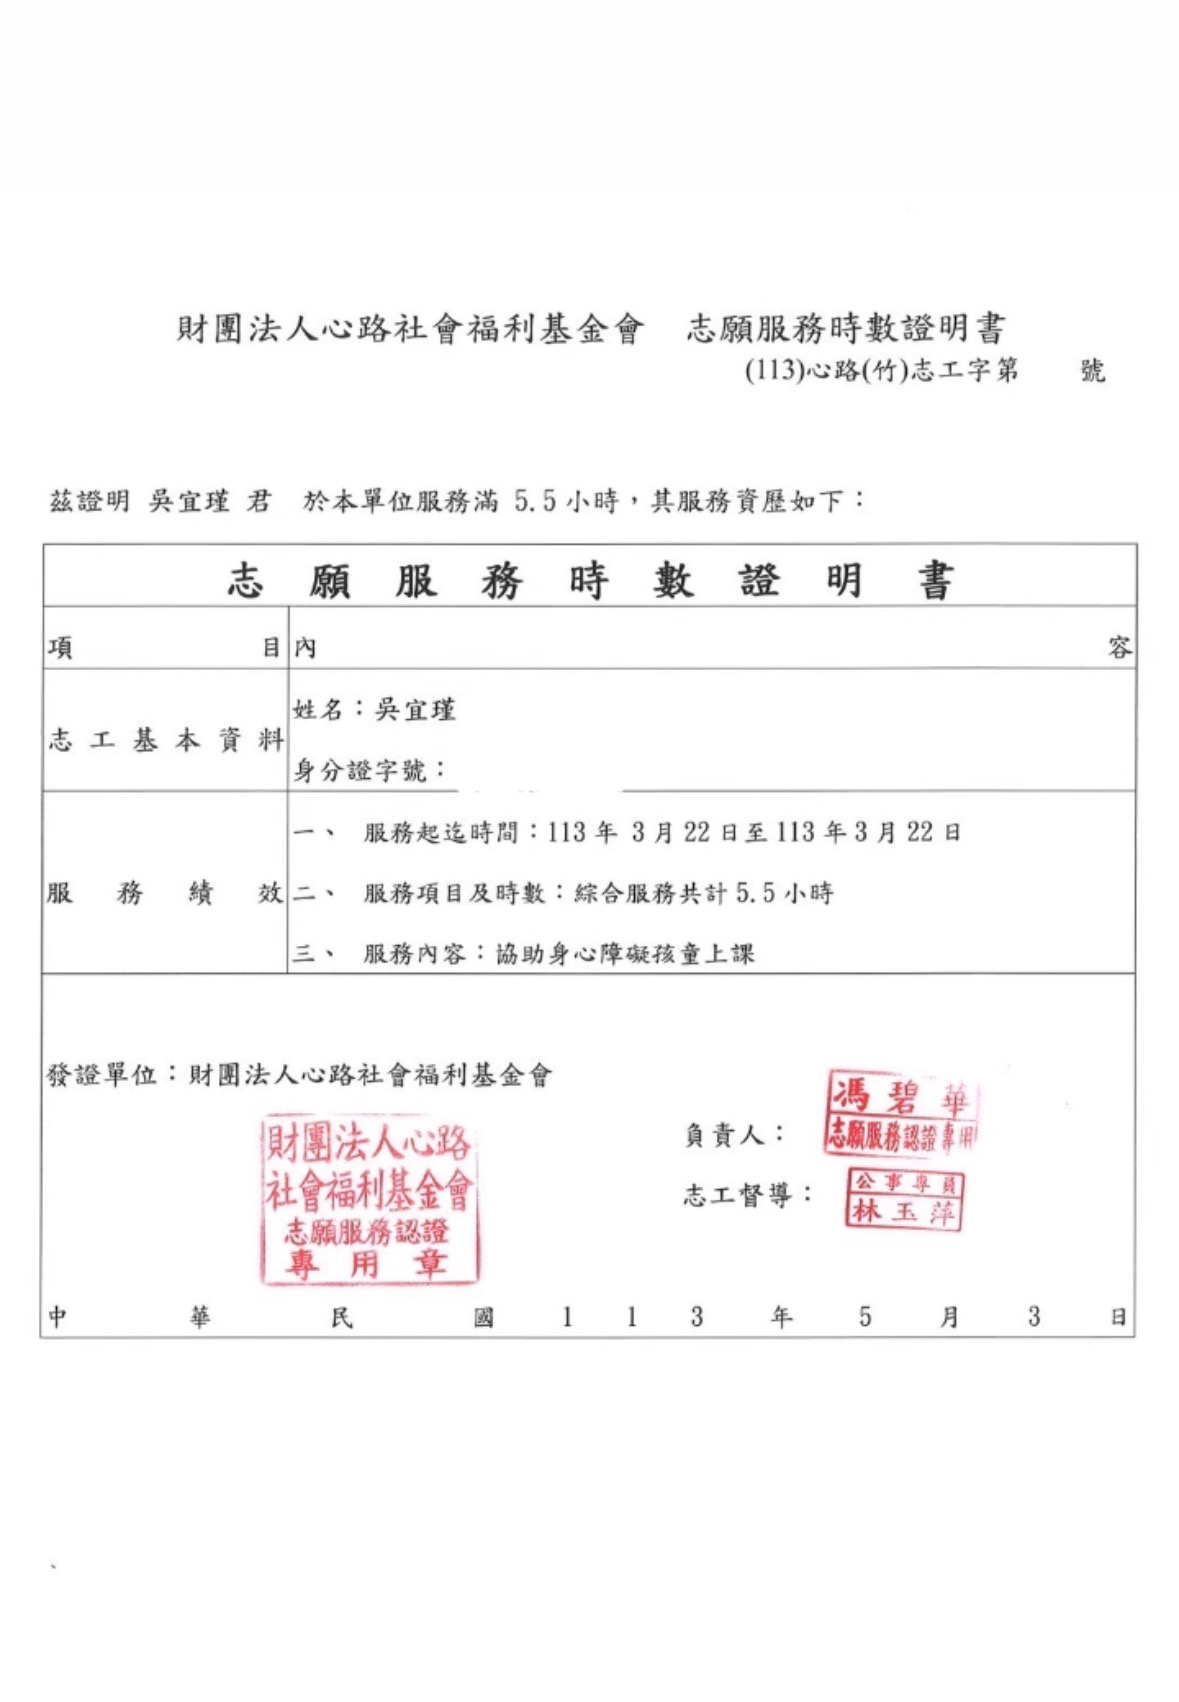 財團法人心路社會福利基金會 志願服務時數證明書
(113)心路(竹)志工字第 號
茲證明 吳宜瑾 君 於本單位服務滿 5.5 小時，其服務資歷如下：
志願服務時數證明書
項目 內容
志工基本資料
姓名：吳宜瑾
身分證字號：
服務績效
一、 服務起迄時間：113 年 3 月 22 日至 113 年 3 月 22 日
二、 服務項目及時數：綜合服務共計 5.5 小時
三、 服務內容：協助身心障礙孩童上課
發證單位：財團法人心路社會福利基金會
財團法人心路
社會福利基金會
志願服務認證
專用章
負責人：
馮碧華
志願服務認證專用
志工督導：
公事專員
林玉萍
中華民國 113 年 5 月 3 日